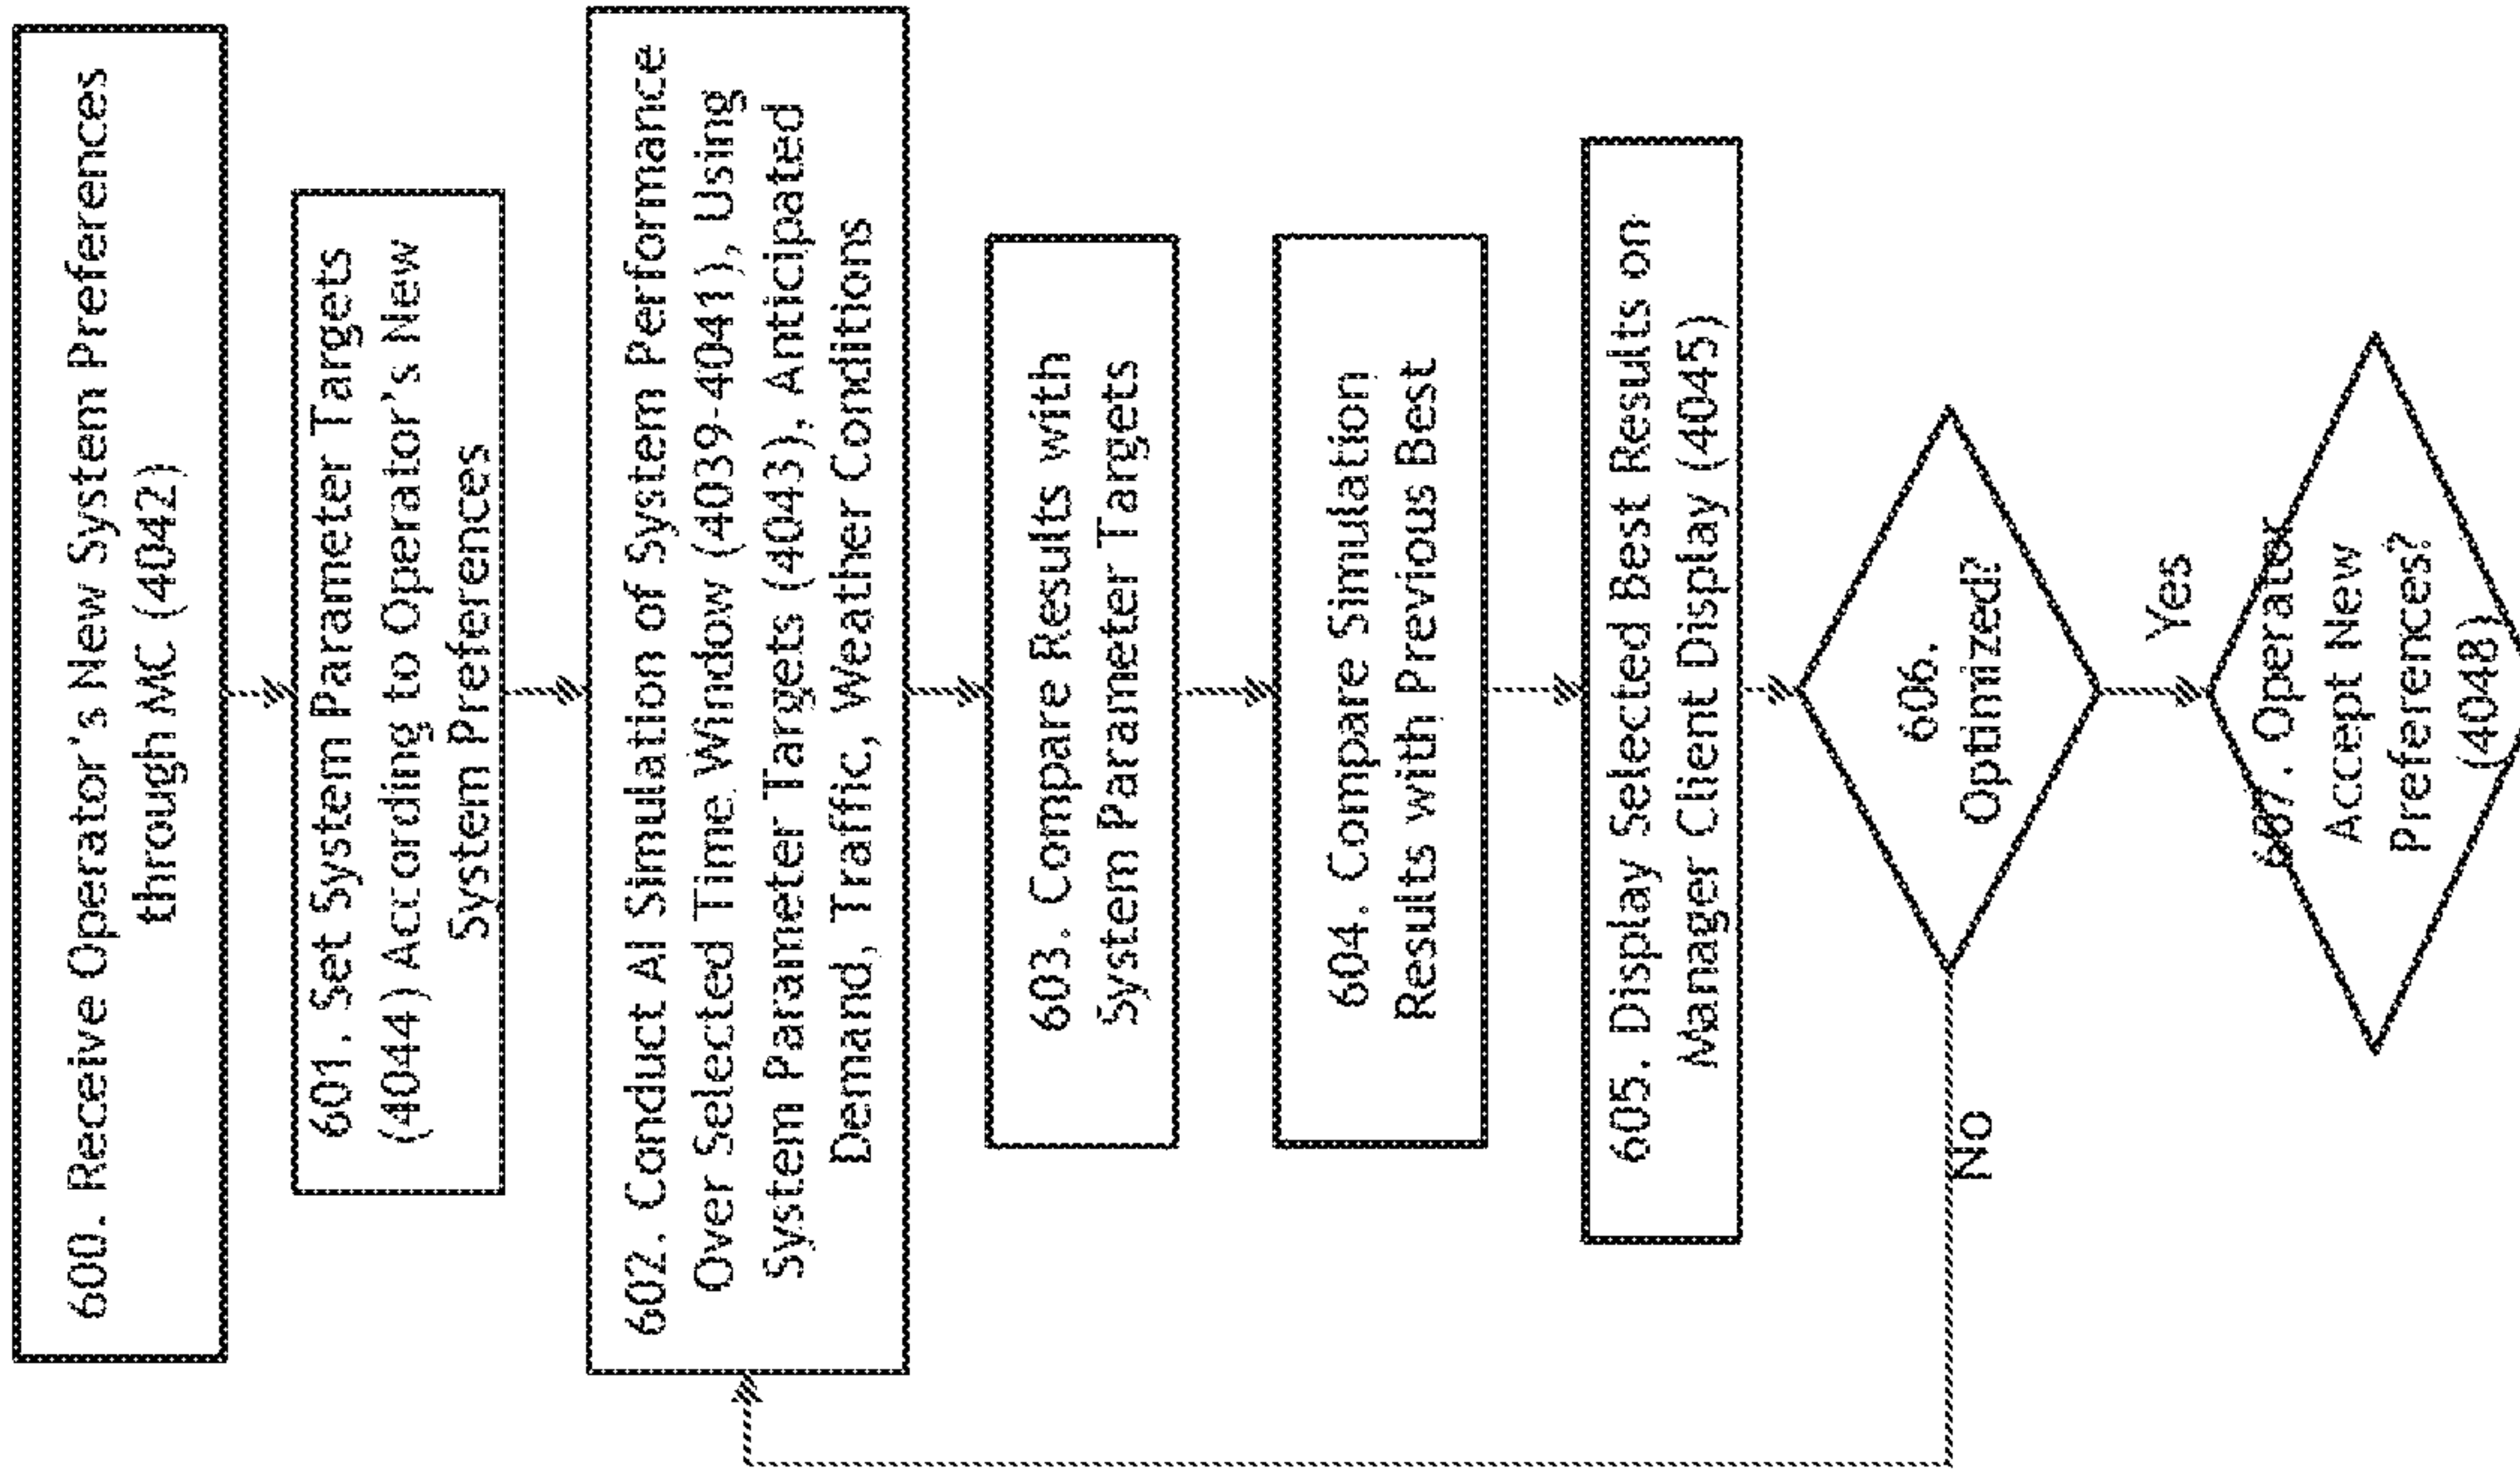 600. Receive Operator's New System Preferences
through MC (4042)
601. Set System Parameter Targets
(4044) According to Operator's New
System Preferences
602. Conduct AI Simulation of System Performance
Over Selected Time Window (4039-4041), Using
System Parameter Targets (4043), Anticipated
Demand, Traffic, Weather Conditions
603. Compare Results with
System Parameter Targets
604. Compare Simulation
Results with Previous Best
605. Display Selected Best Results on
Manager Client Display (4045)
606.
Optimized?
No
Yes
607. Operator
Accept New
Preferences?
(4048)